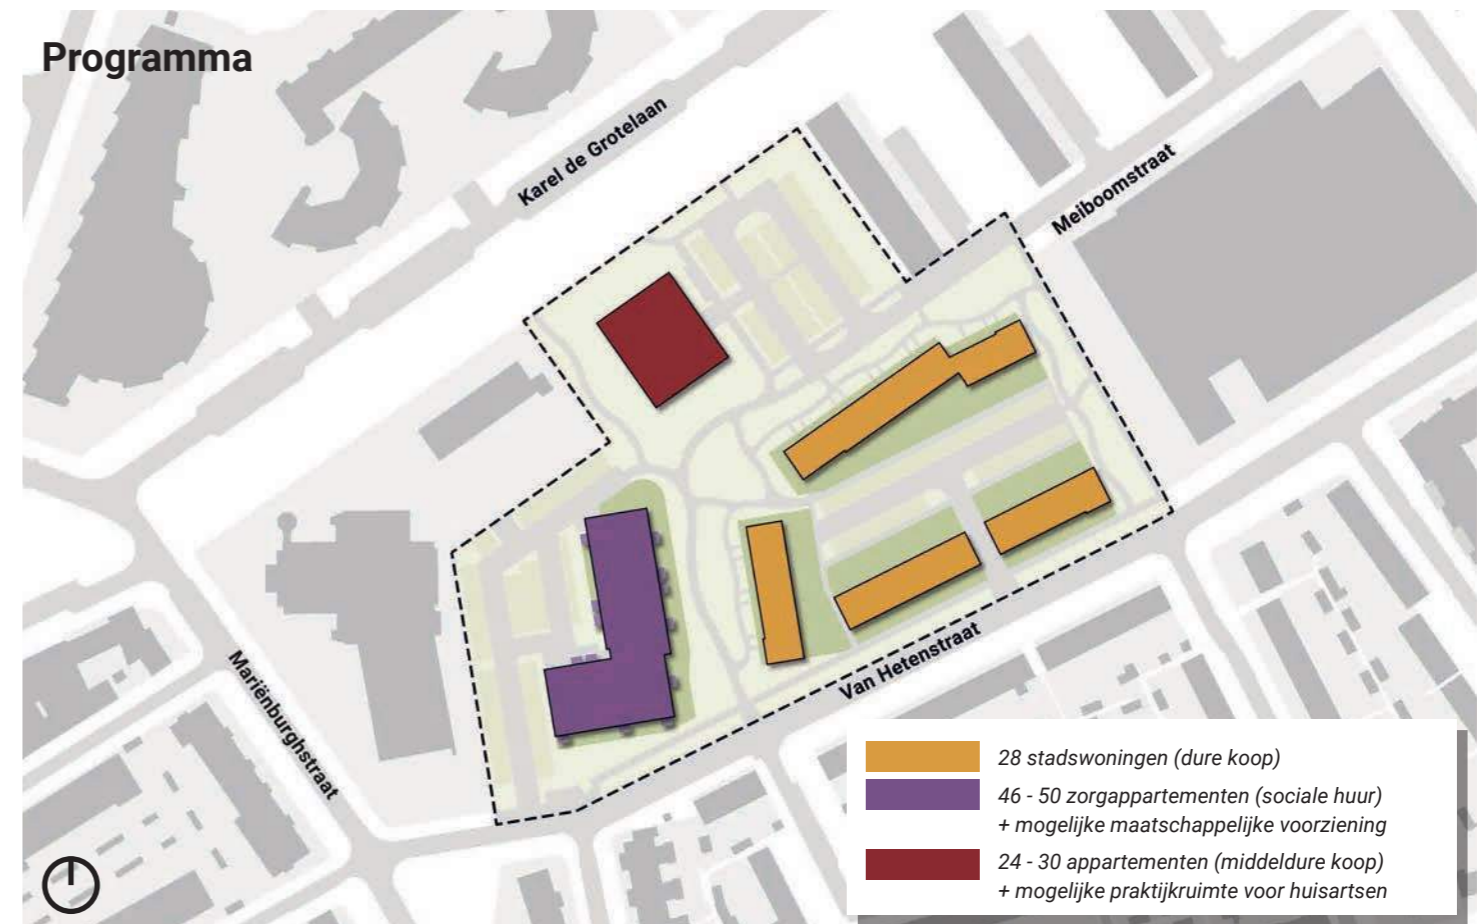 Programma
Karel de Grotelaan
Meiboomstraat
Mariënburghstraat
Van Hetenstraat
28 stadswoningen (dure koop)
46 - 50 zorgappartementen (sociale huur)
+ mogelijke maatschappelijke voorziening
24 - 30 appartementen (middeldure koop)
+ mogelijke praktijkruimte voor huisartsen